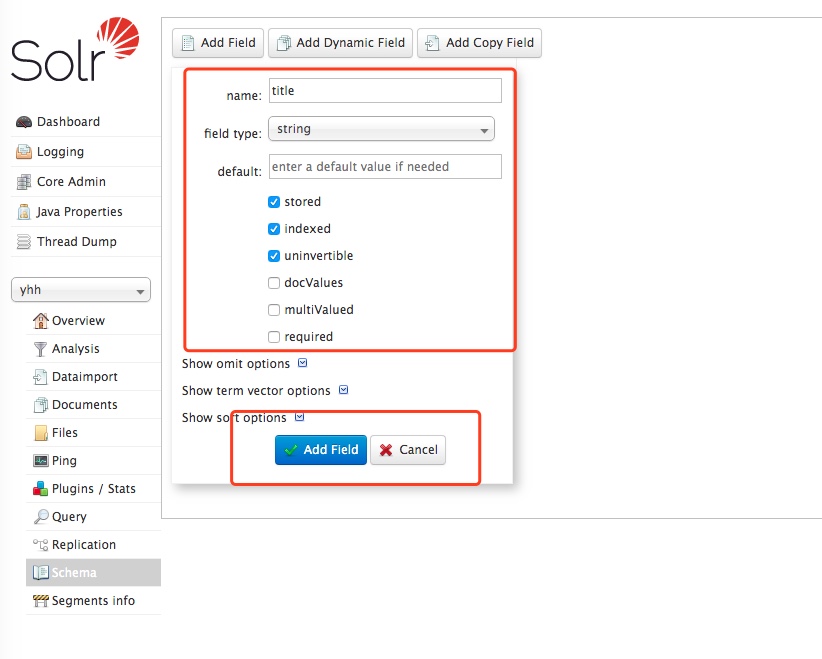 Solr
Dashboard
Logging
Core Admin
Java Properties
Thread Dump
yhh
Overview
Analysis
Dataimport
Documents
Files
Ping
Plugins / Stats
Query
Replication
Schema
Segments info
Add Field Add Dynamic Field Add Copy Field
name: title
field type: string
default: enter a default value if needed
stored
indexed
uninvertible
docValues
multiValued
required
Show omit options
Show term vector options
Show sort options
Add Field Cancel